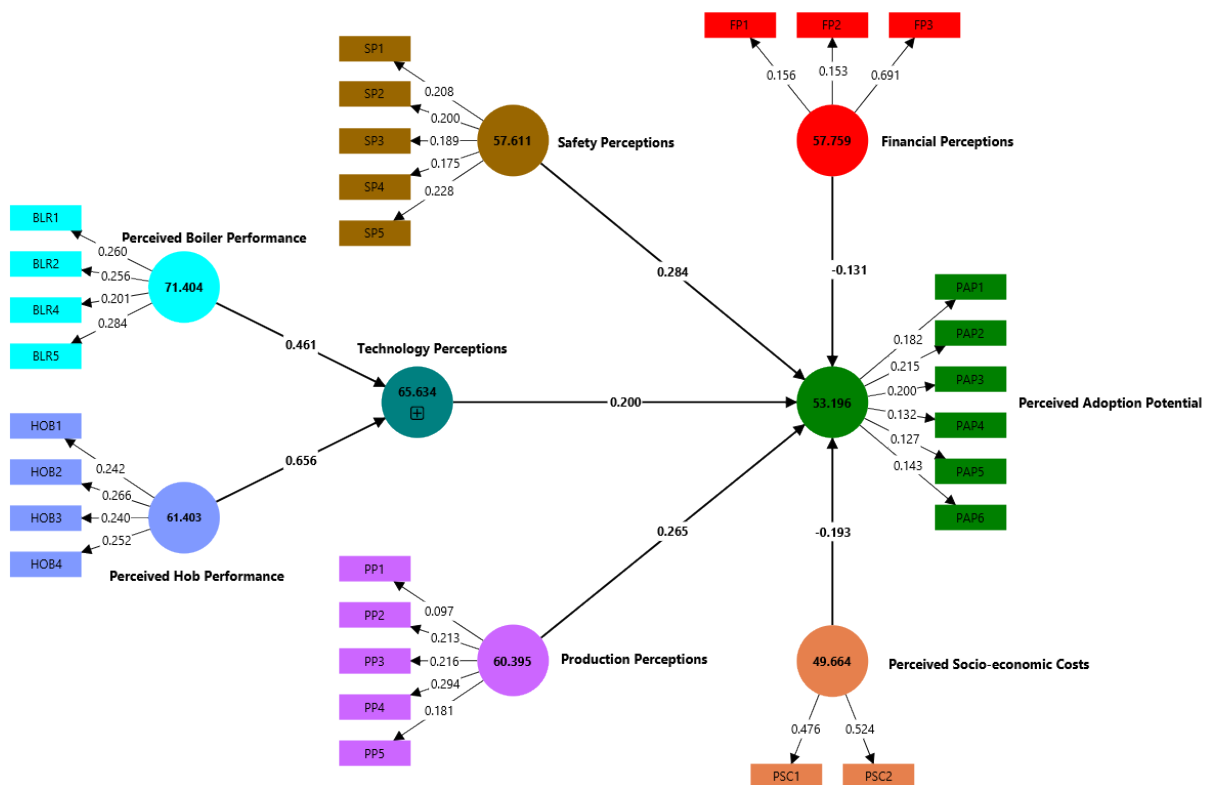 FP1
FP2
FP3
0.156
0.153
0.691
57.759
Financial Perceptions
SP1
SP2
SP3
SP4
SP5
0.208
0.200
0.189
0.175
0.228
57.611
Safety Perceptions
BLR1
BLR2
BLR4
BLR5
Perceived Boiler Performance
0.260
0.256
0.201
0.284
71.404
0.461
0.284
-0.131
Technology Perceptions
65.634
0.200
53.196
PAP1
PAP2
PAP3
PAP4
PAP5
PAP6
0.182
0.215
0.200
0.132
0.127
0.143
Perceived Adoption Potential
HOB1
HOB2
HOB3
HOB4
0.242
0.266
0.240
0.252
61.403
Perceived Hob Performance
0.656
0.265
-0.193
PP1
PP2
PP3
PP4
PP5
0.097
0.213
0.216
0.294
0.181
60.395
Production Perceptions
49.664
Perceived Socio-economic Costs
0.476
0.524
PSC1
PSC2